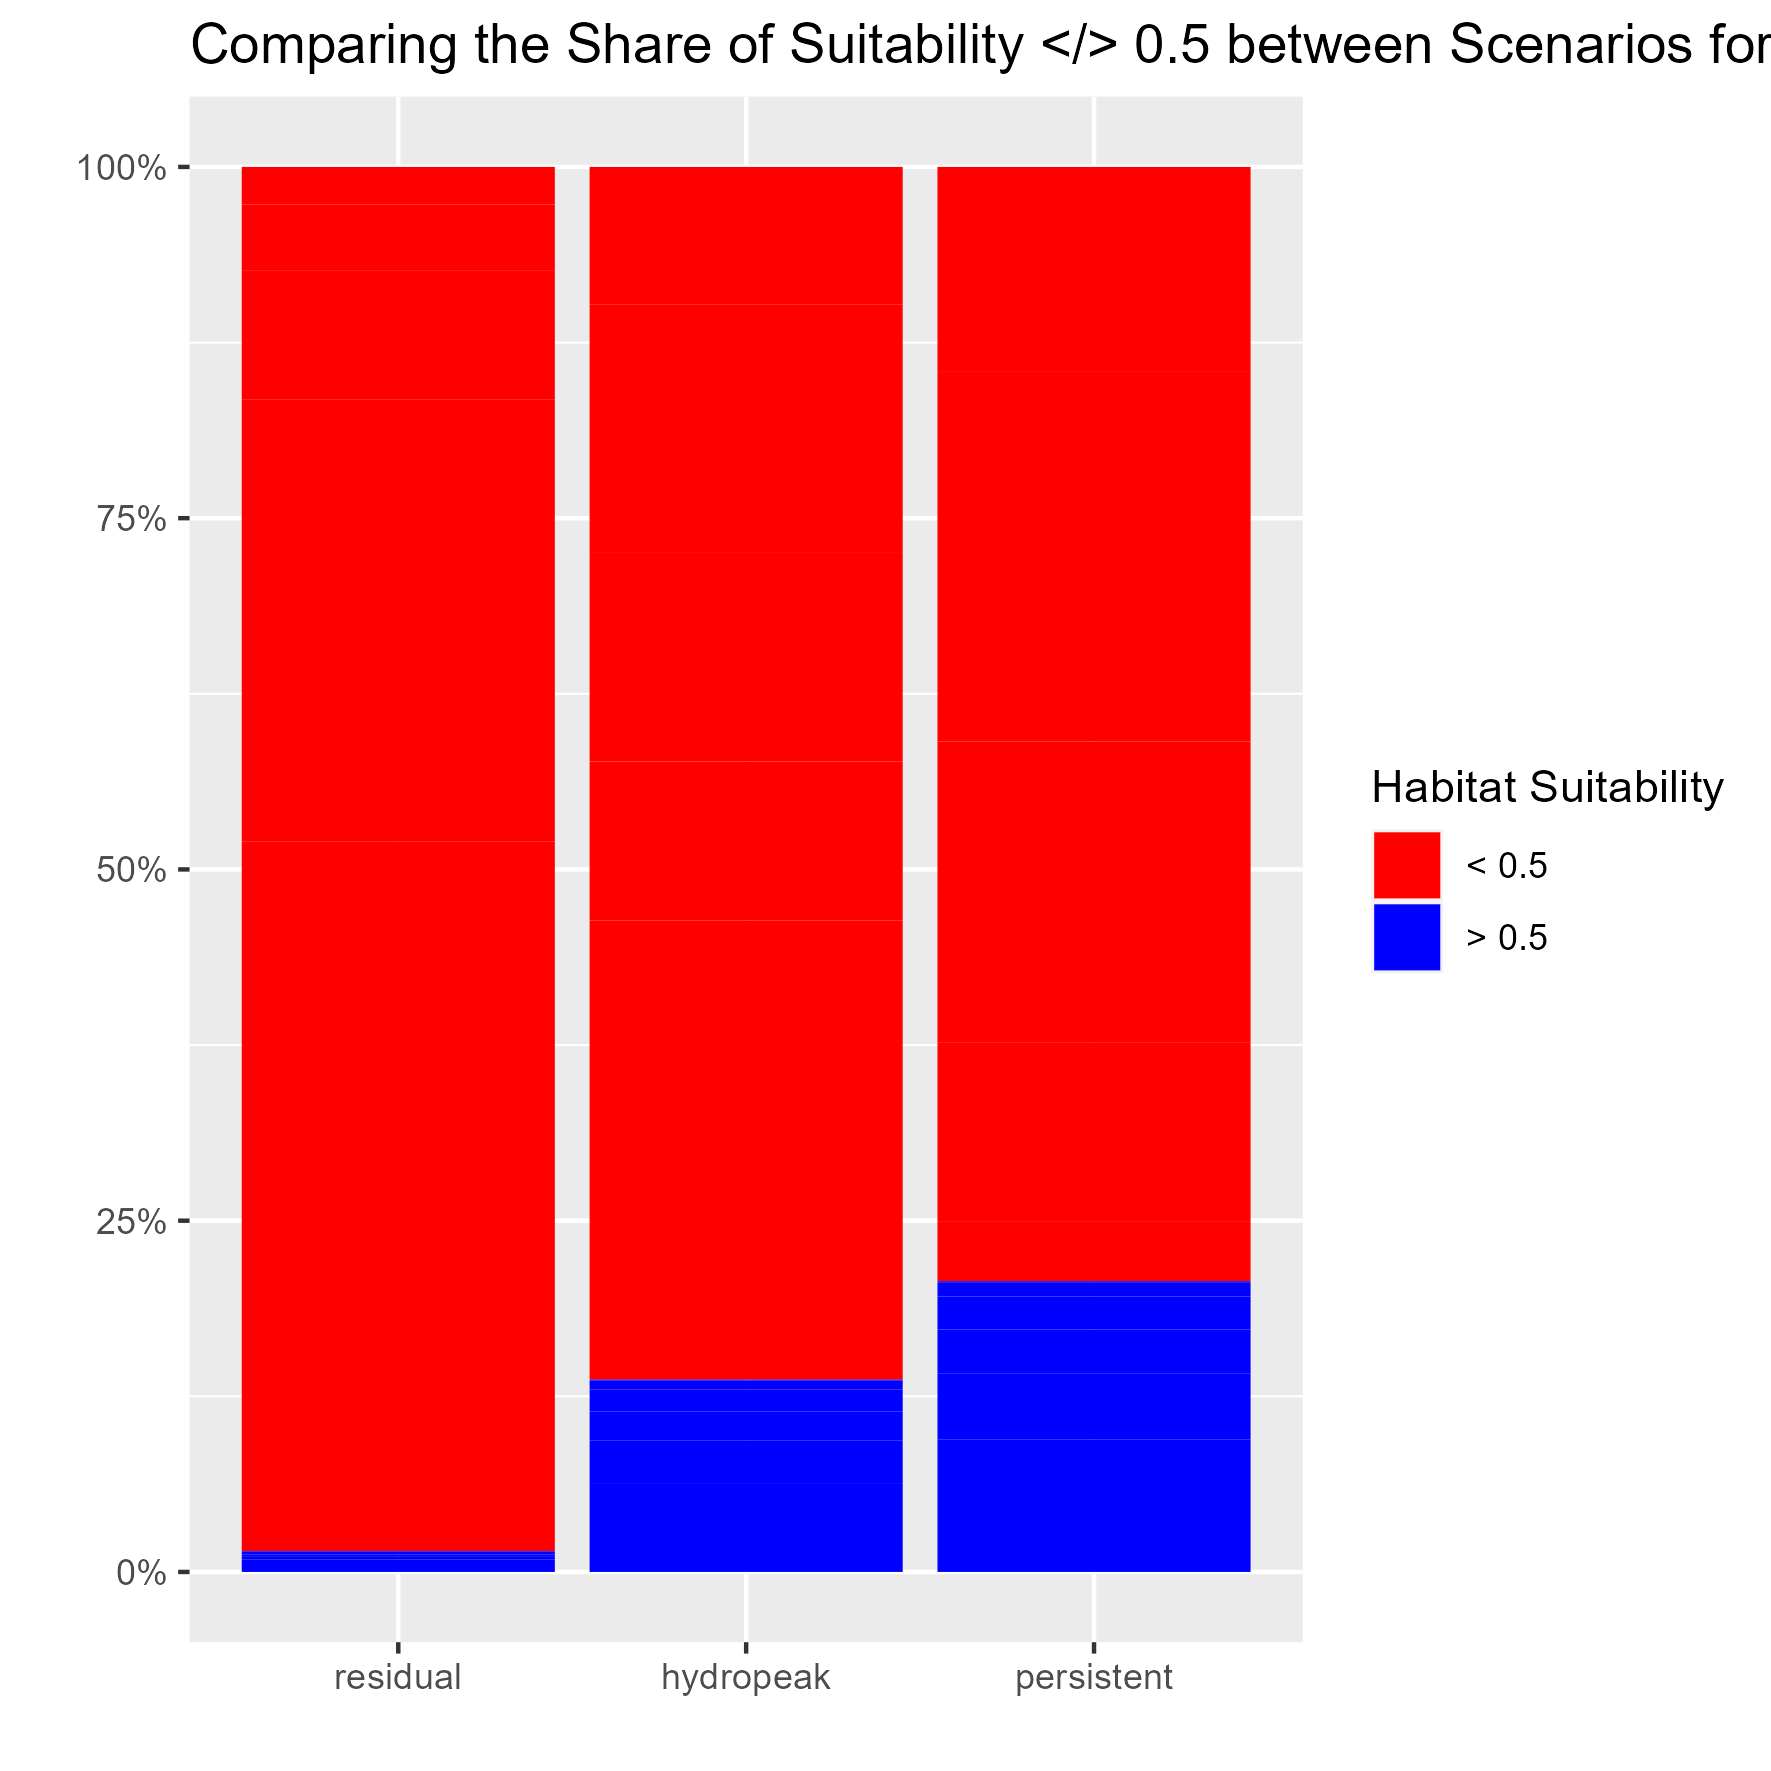 Comparing the Share of Suitability </> 0.5 between Scenarios for
100%
75%
50%
25%
0%
residual
hydropeak
persistent
Habitat Suitability
< 0.5
> 0.5